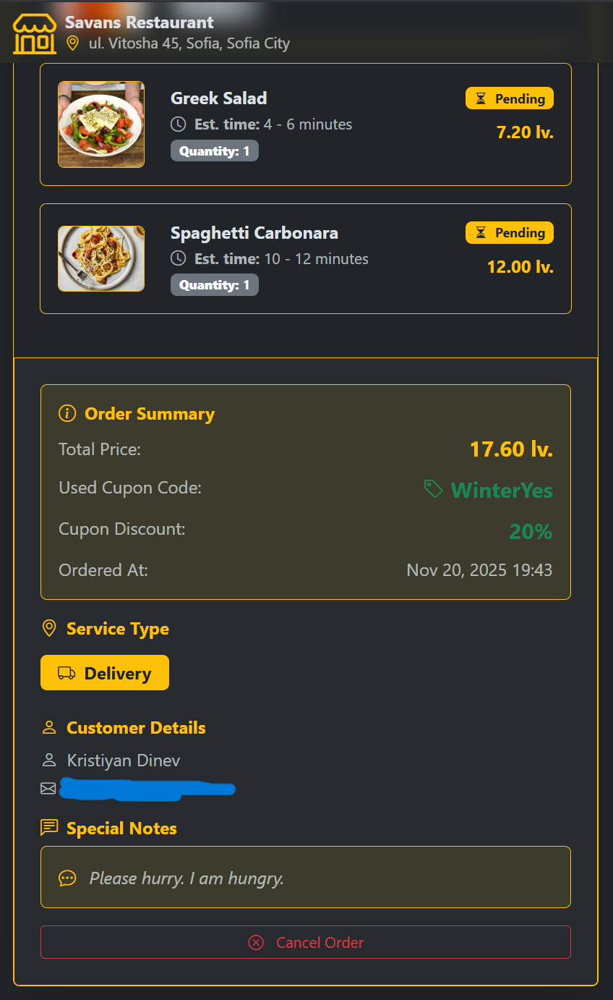 Savans Restaurant
ul. Vitosha 45, Sofia, Sofia City
Greek Salad
Pending
Est. time: 4 - 6 minutes
7.20 lv.
Quantity: 1
Spaghetti Carbonara
Pending
Est. time: 10 - 12 minutes
12.00 lv.
Quantity: 1
Order Summary
Total Price: 17.60 lv.
Used Cupon Code: WinterYes
Cupon Discount: 20%
Ordered At: Nov 20, 2025 19:43
Service Type
Delivery
Customer Details
Kristiyan Dinev
Special Notes
Please hurry. I am hungry.
Cancel Order